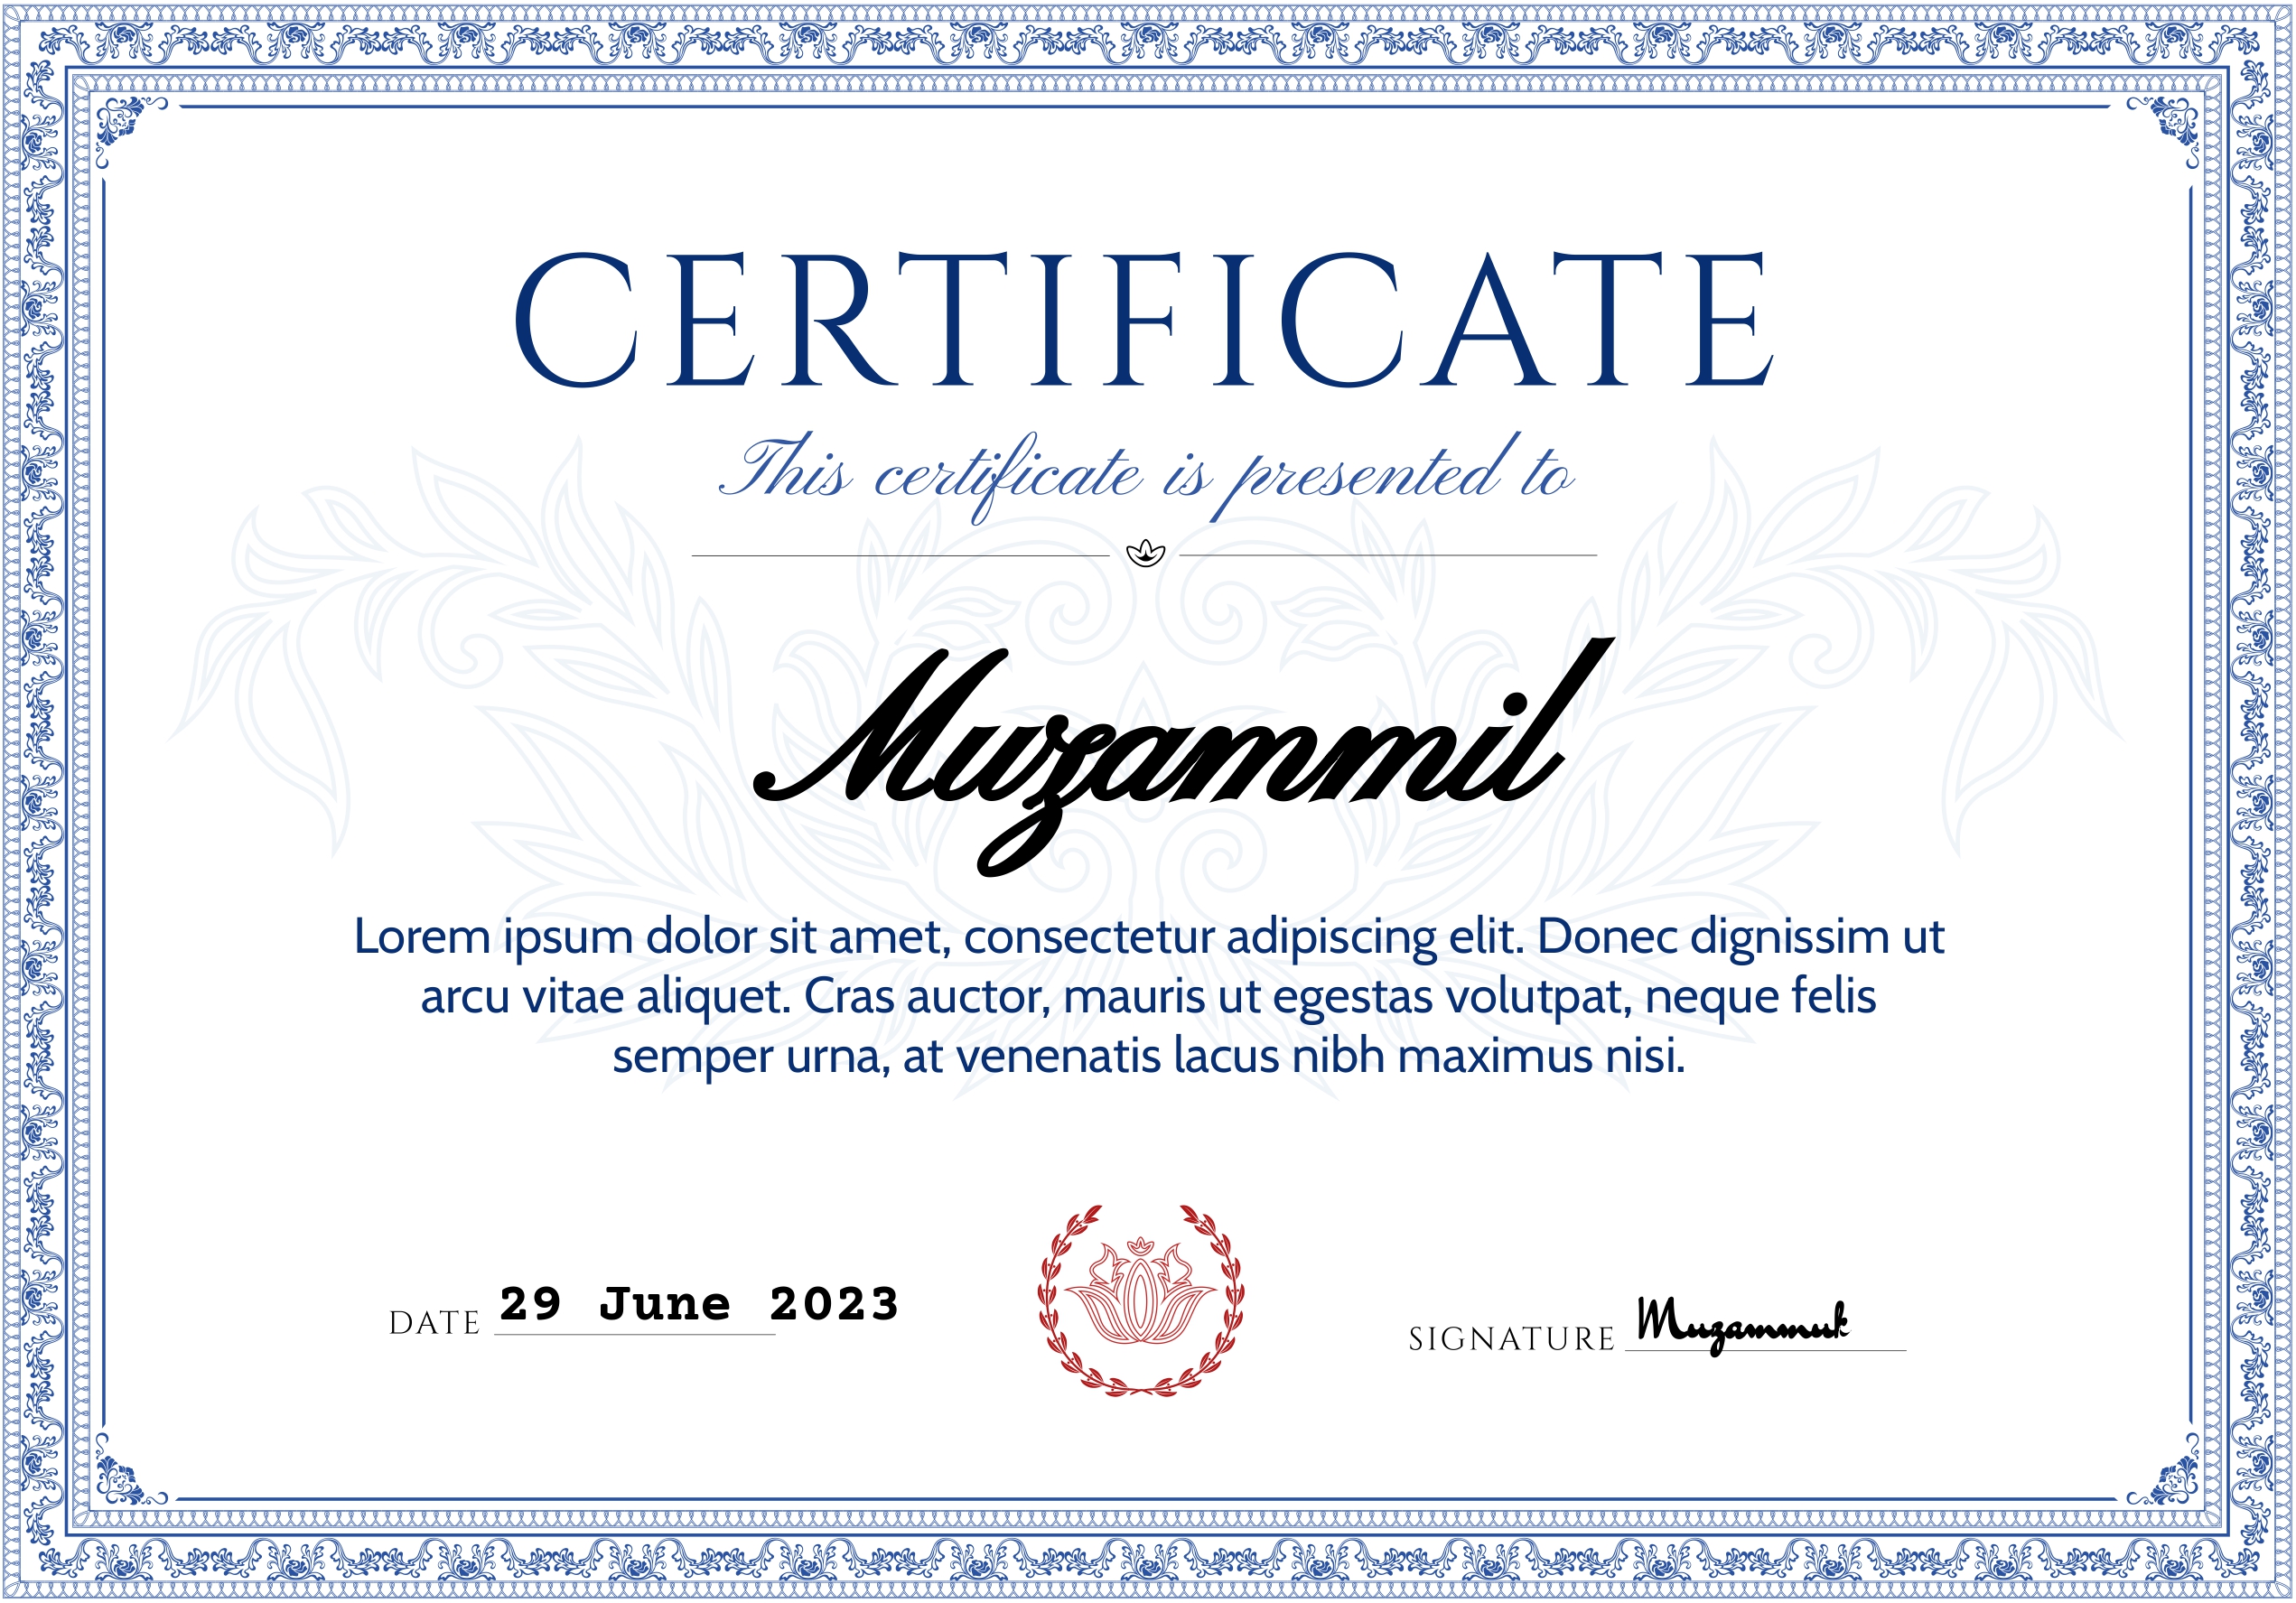 CERTIFICATE
This certificate is presented to
Muzammil
Lorem ipsum dolor sit amet, consectetur adipiscing elit. Donec dignissim ut
arcu vitae aliquet. Cras auctor, mauris ut egestas volutpat, neque felis
semper urna, at venenatis lacus nibh maximus nisi.
DATE 29 June 2023
SIGNATURE